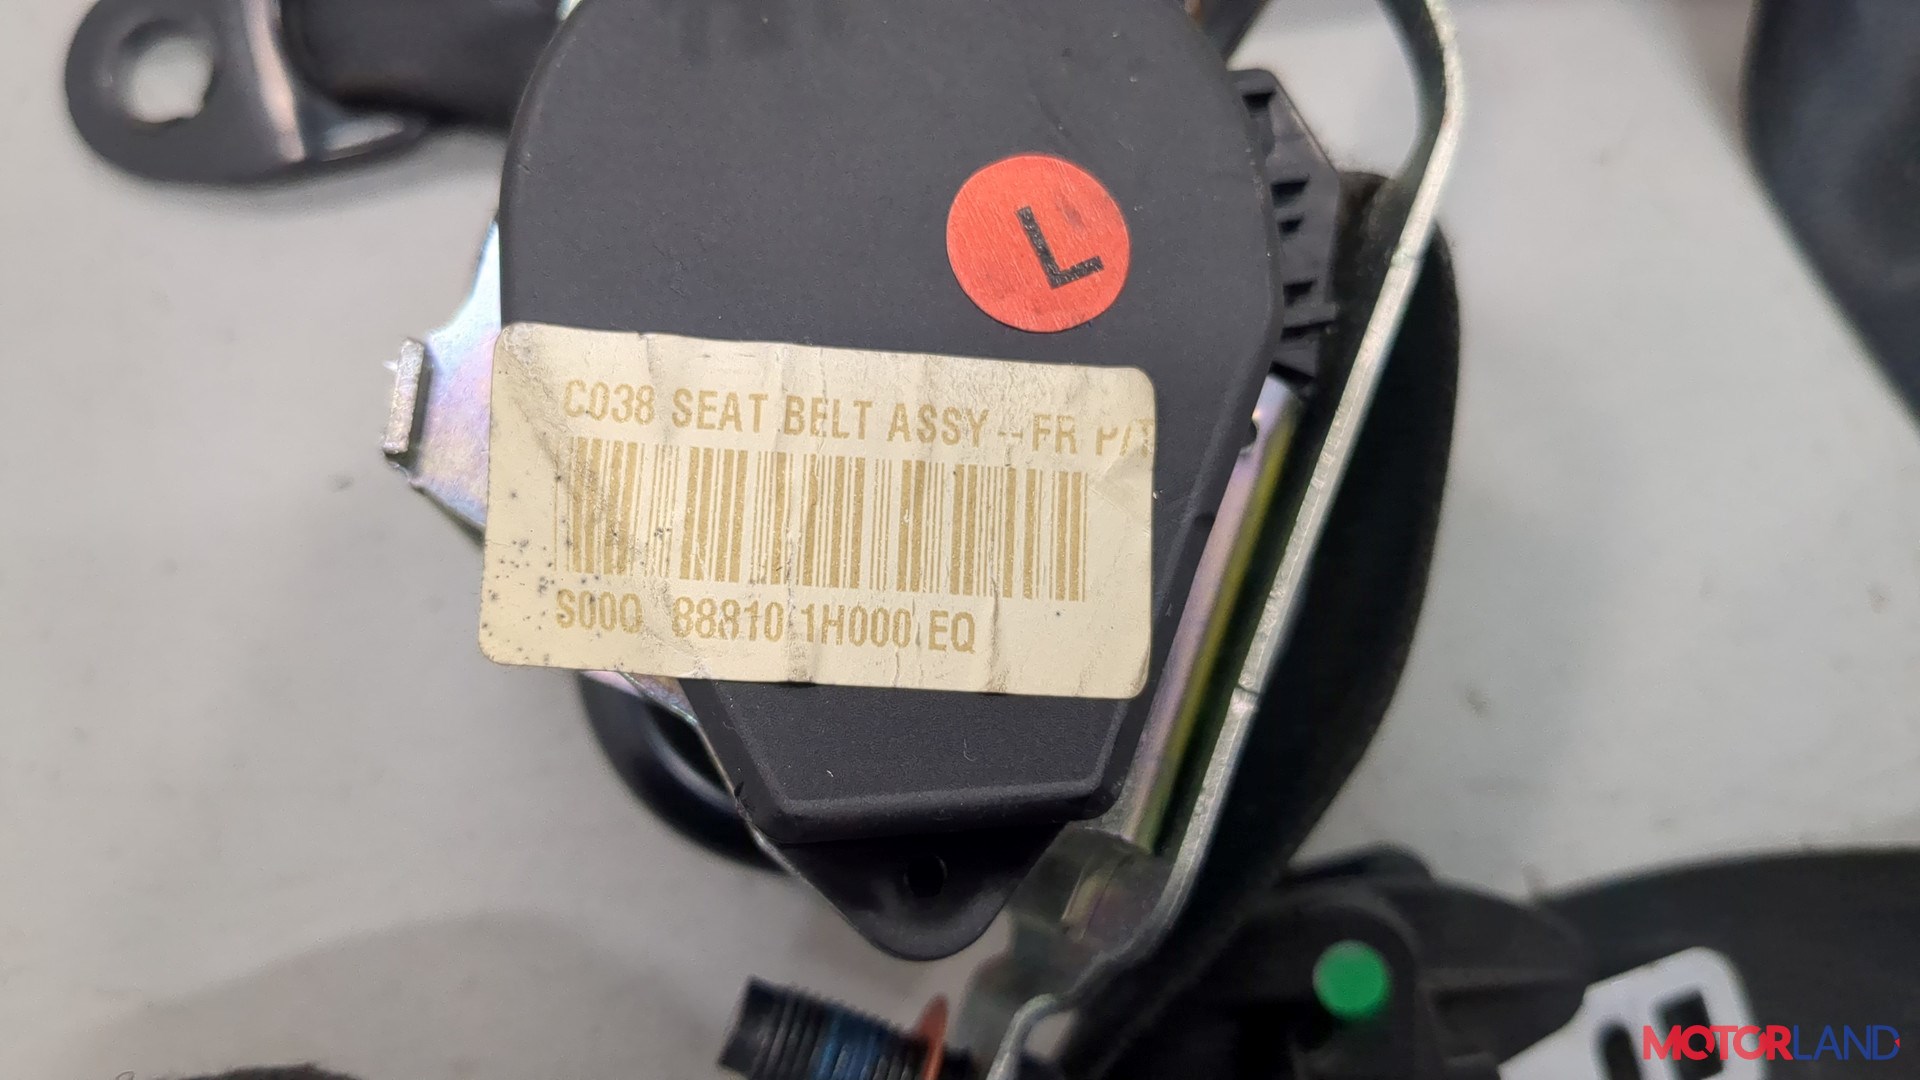 L
C038 SEAT BELT ASSY--FR P/T
S00Q 88810 1H000 EQ
MOTORLAND